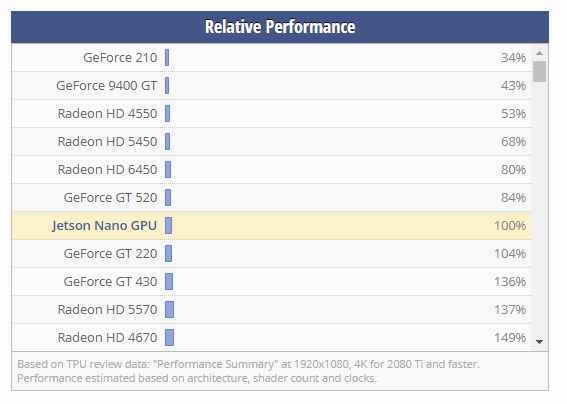 Relative Performance
GeForce 210 34%
GeForce 9400 GT 43%
Radeon HD 4550 53%
Radeon HD 5450 68%
Radeon HD 6450 80%
GeForce GT 520 84%
Jetson Nano GPU 100%
GeForce GT 220 104%
GeForce GT 430 136%
Radeon HD 5570 137%
Radeon HD 4670 149%
Based on TPU review data: "Performance Summary" at 1920x1080, 4K for 2080 Ti and faster.
Performance estimated based on architecture, shader count and clocks.